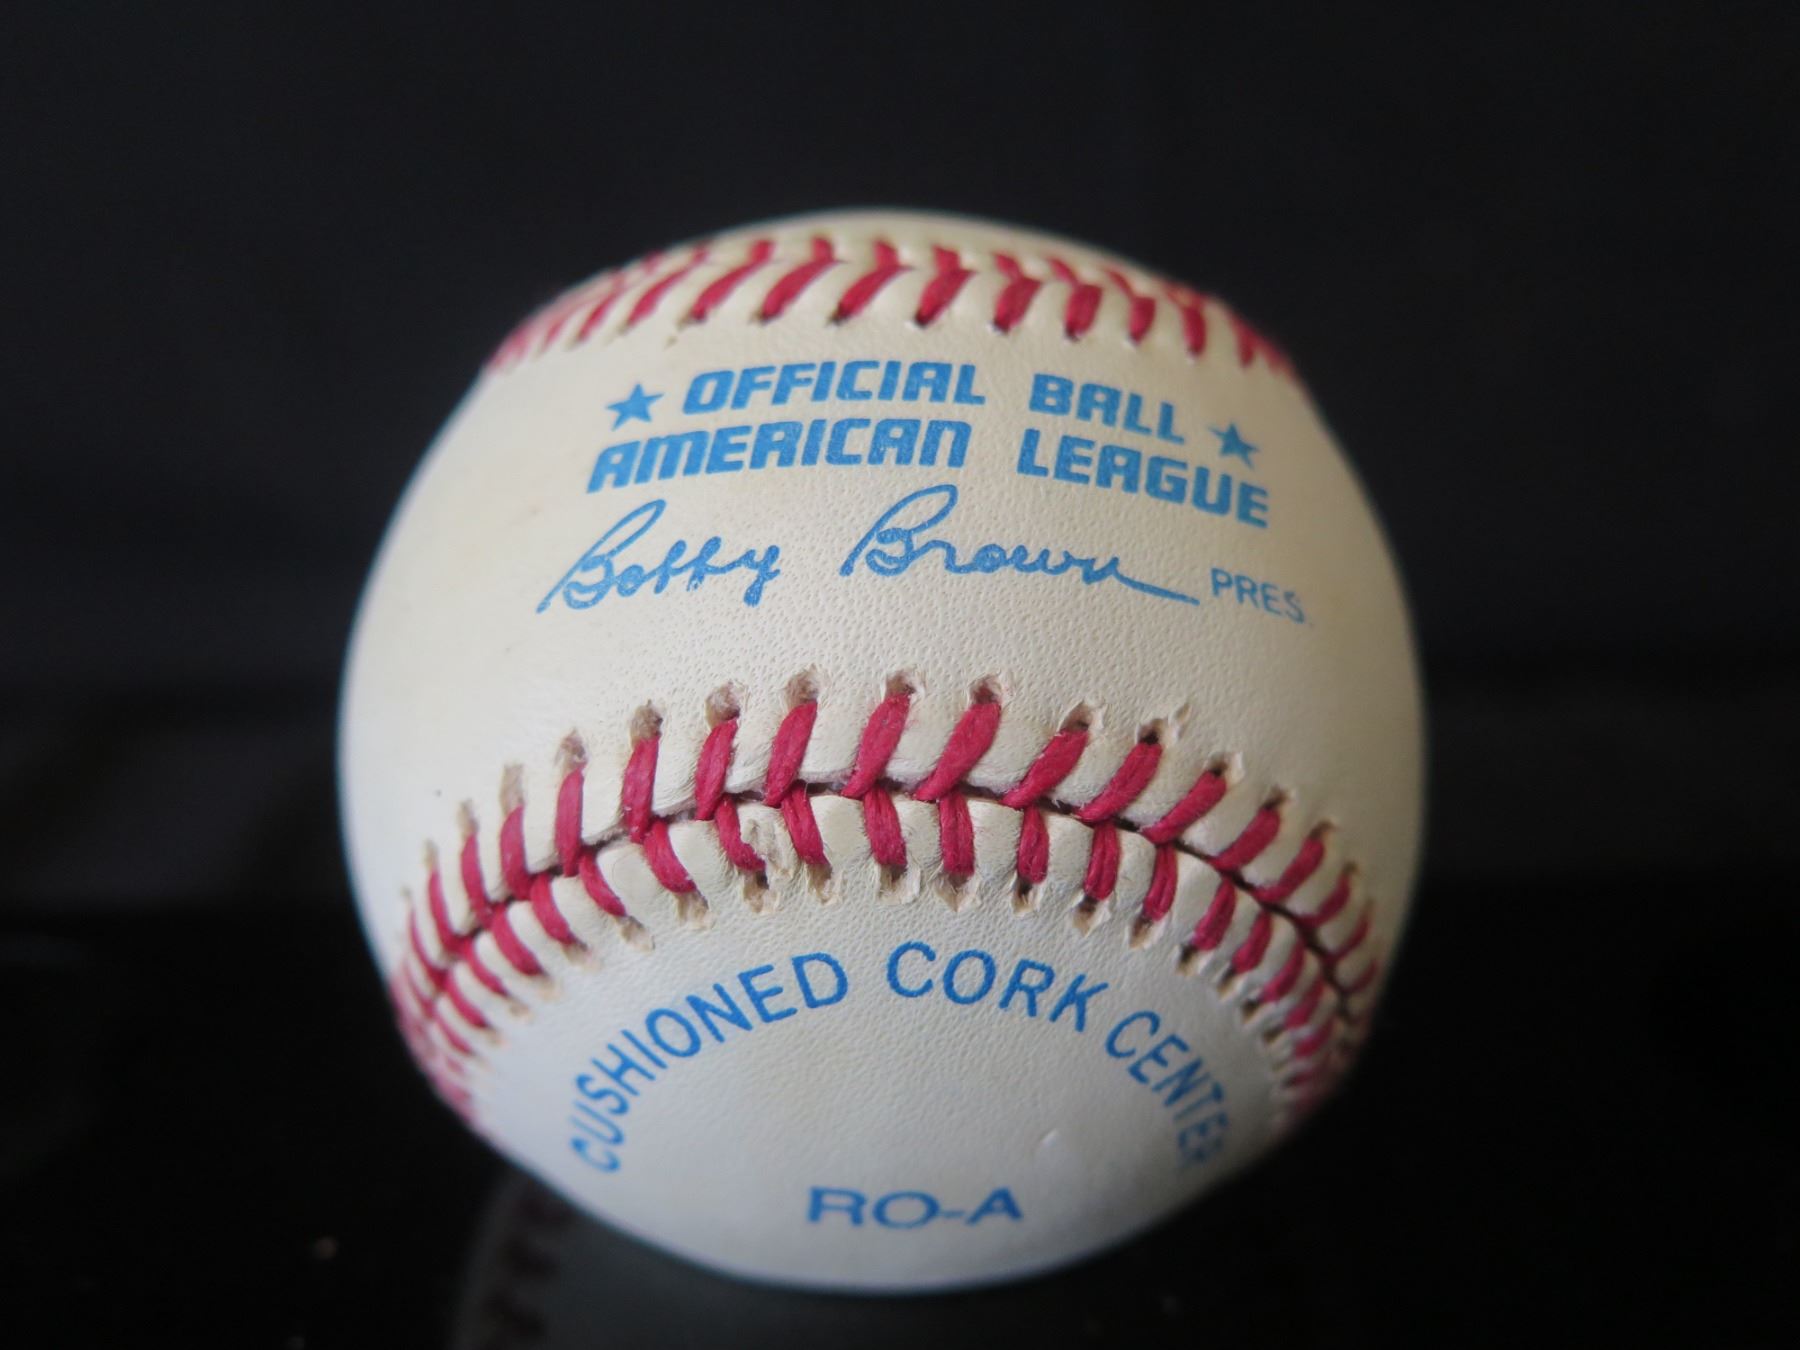 ★ OFFICIAL BALL ★
AMERICAN LEAGUE
Bobby Brown PRES.
CUSHIONED CORK CENTER
RO-A